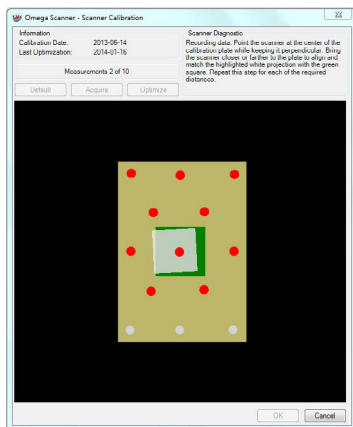 Omega Scanner - Scanner Calibration
Information
Calibration Date: 2013-06-14
Last Optimization: 2014-01-16
Measurements 2 of 10
Default Acquire Optimize
Scanner Diagnostic
Recording data: Point the scanner at the center of the
calibration plate while keeping it perpendicular. Bring
the scanner closer or farther to the plate to align and
match the highlighted white projection with the green
square. Repeat this step for each of the required
distances.
OK Cancel